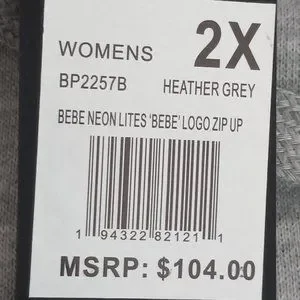 WOMENS 2X
BP2257B HEATHER GREY
BEBE NEON LITES 'BEBE' LOGO ZIP UP
1 94322 82121 1
MSRP: $104.00